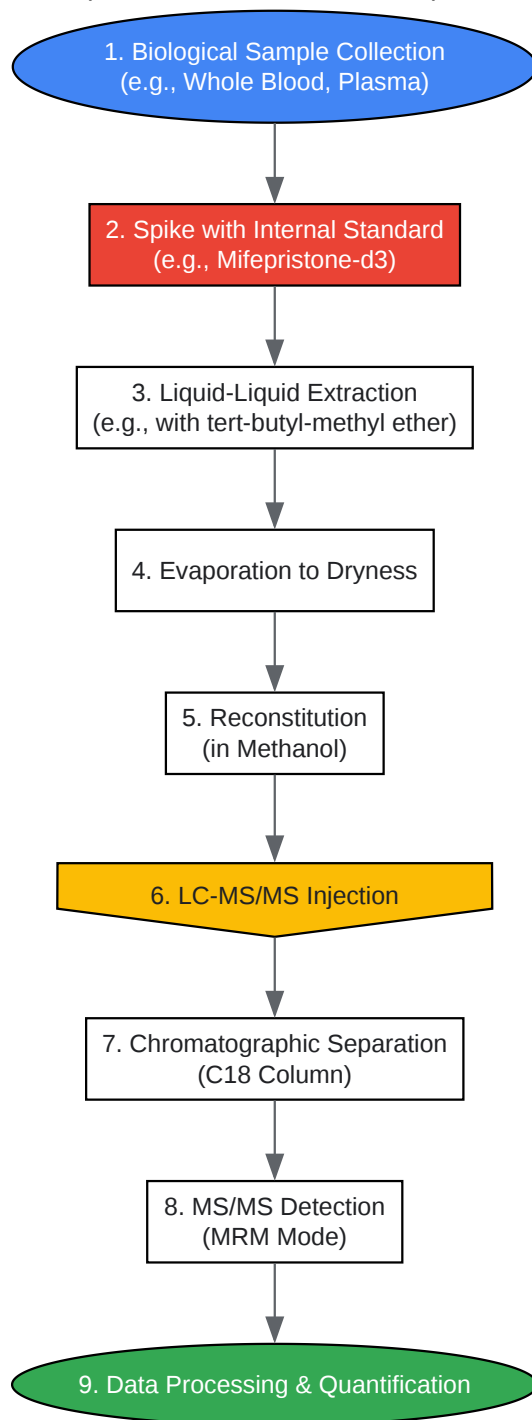 1. Biological Sample Collection
(e.g., Whole Blood, Plasma)
2. Spike with Internal Standard
(e.g., Mifepristone-d3)
3. Liquid-Liquid Extraction
(e.g., with tert-butyl-methyl ether)
4. Evaporation to Dryness
5. Reconstitution
(in Methanol)
6. LC-MS/MS Injection
7. Chromatographic Separation
(C18 Column)
8. MS/MS Detection
(MRM Mode)
9. Data Processing & Quantification